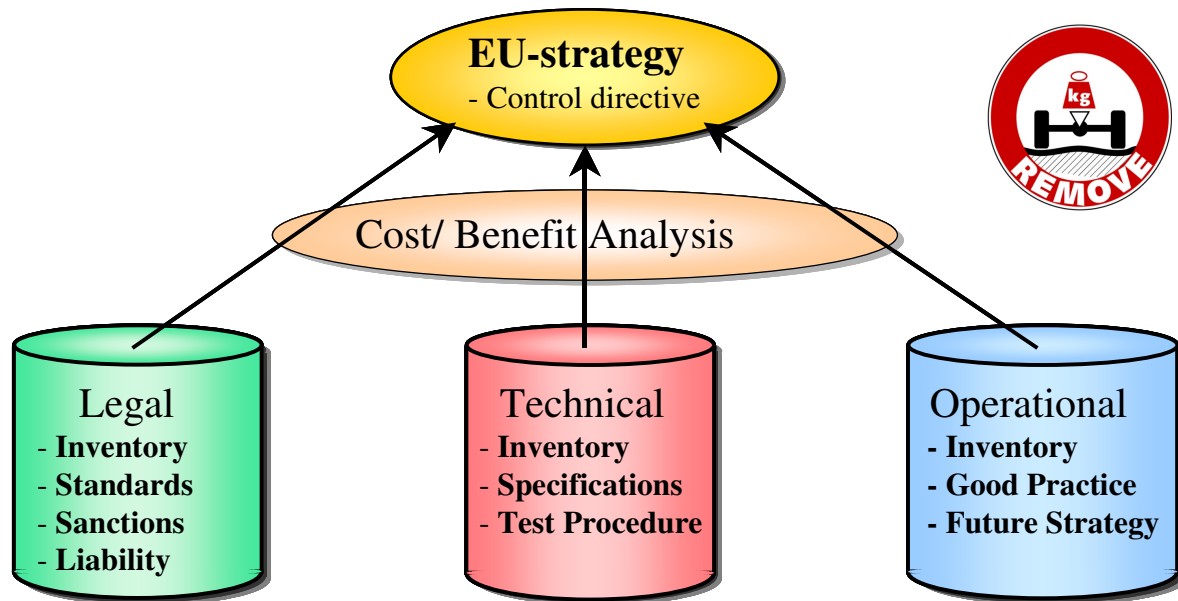 EU-strategy
- Control directive
kg
REMOVE
Cost/ Benefit Analysis
Legal
- Inventory
- Standards
- Sanctions
- Liability
Technical
- Inventory
- Specifications
- Test Procedure
Operational
- Inventory
- Good Practice
- Future Strategy